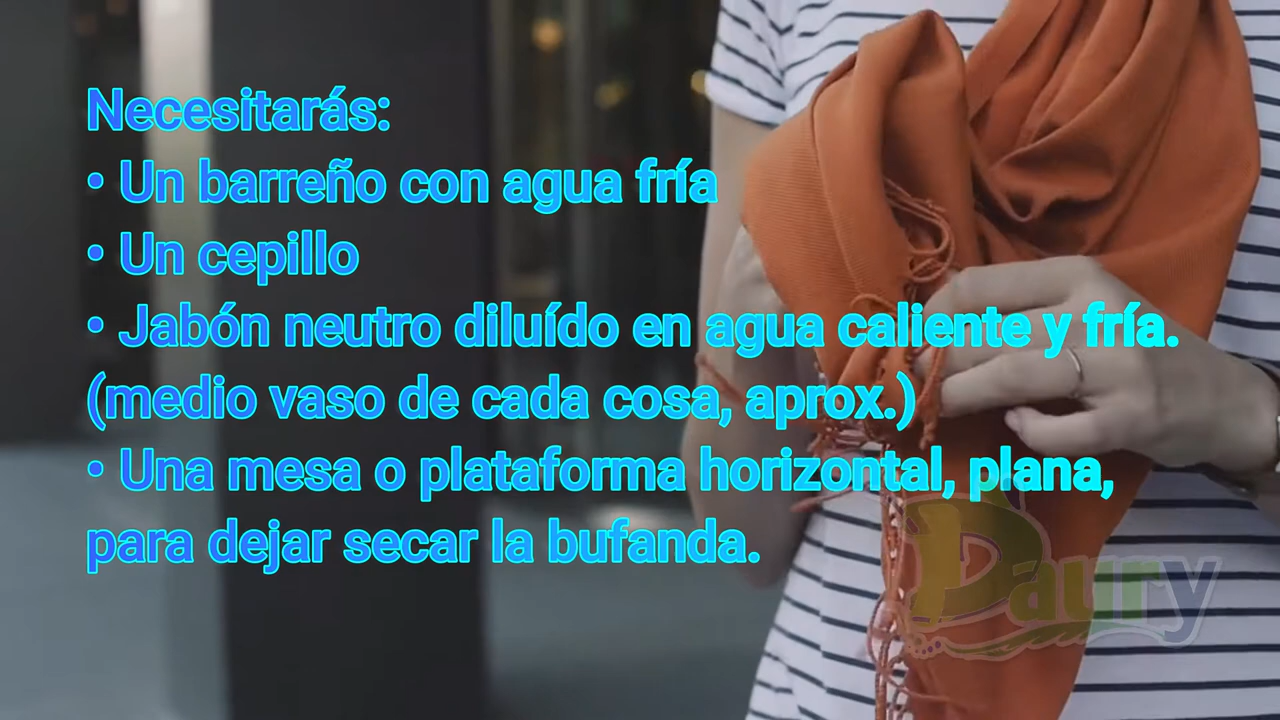 Necesitarás:
• Un barreño con agua fría
• Un cepillo
• Jabón neutro diluído en agua caliente y fría.
(medio vaso de cada cosa, aprox.)
• Una mesa o plataforma horizontal, plana,
para dejar secar la bufanda.
Daury